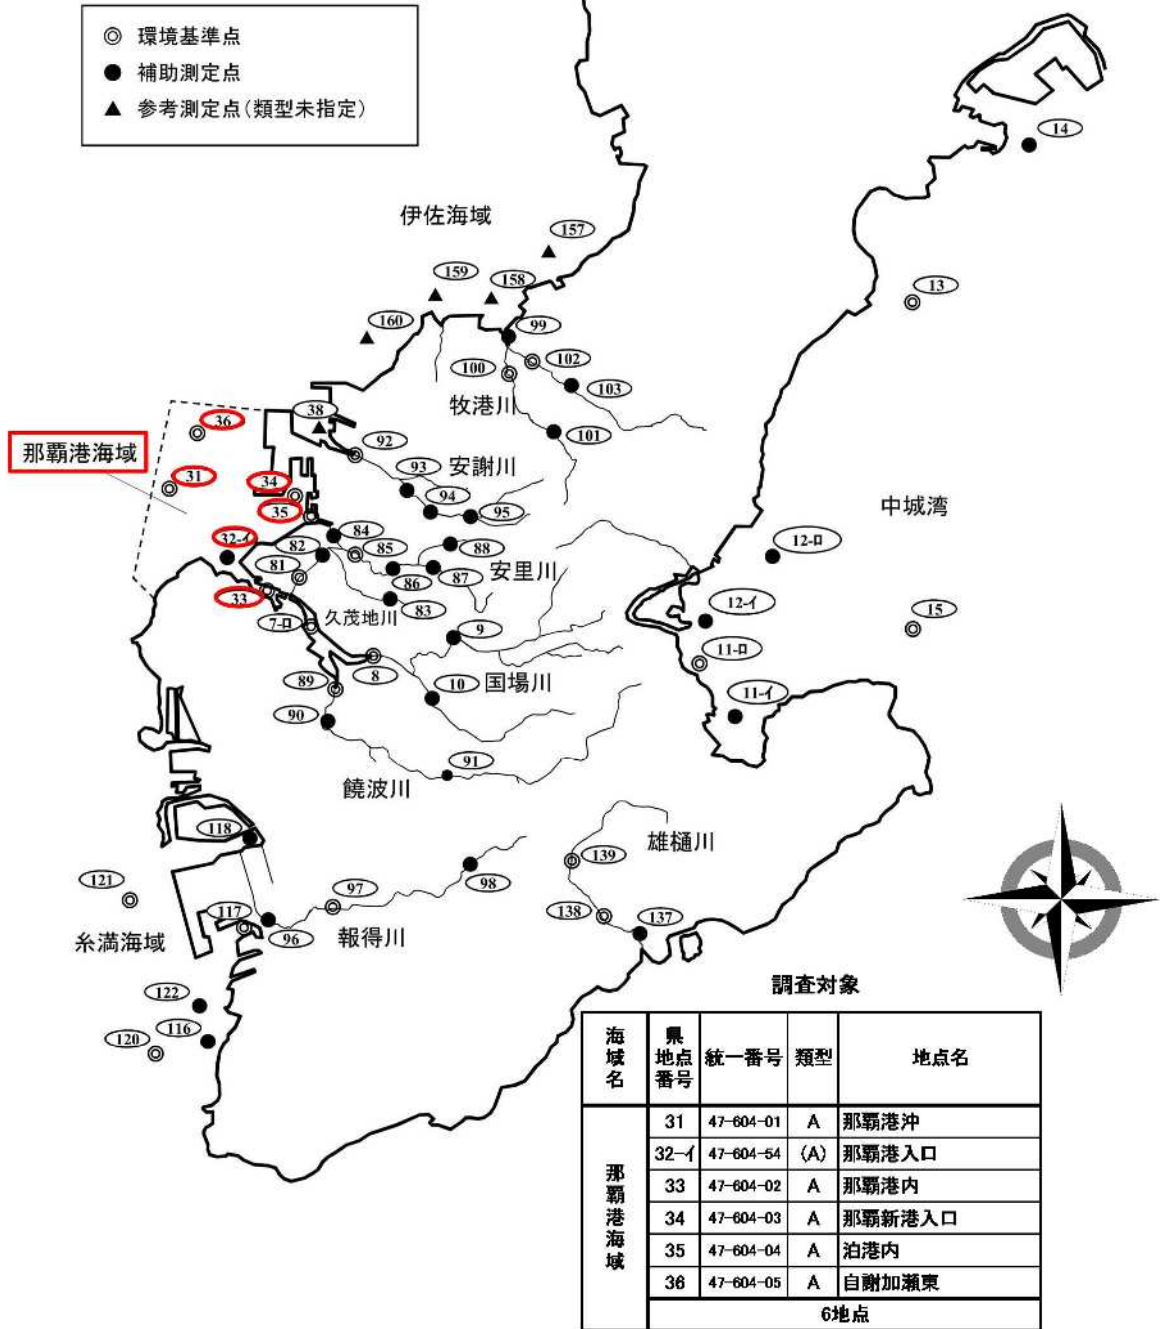 ◎ 環境基準点
● 補助測定点
▲ 参考測定点(類型未指定)
14
伊佐海域
157
159
158
13
160
99
102
100
103
牧港川
38
36
92
101
那覇港海域
安謝川
93
31
34
94
95
中城湾
35
84
32-イ
82
85
88
12-ロ
81
安里川
86
87
33
83
12-イ
15
7-ロ
久茂地川
9
11-ロ
8
89
10
国場川
11-イ
90
91
饒波川
118
雄樋川
139
121
97
98
138
137
117
糸満海域
96
報得川
122
116
120
調査対象
海域名 県地点番号 統一番号 類型 地点名
那覇港海域
31 47-604-01 A 那覇港沖
32-イ 47-604-54 (A) 那覇港入口
33 47-604-02 A 那覇港内
34 47-604-03 A 那覇新港入口
35 47-604-04 A 泊港内
36 47-604-05 A 自謝加瀬東
6地点